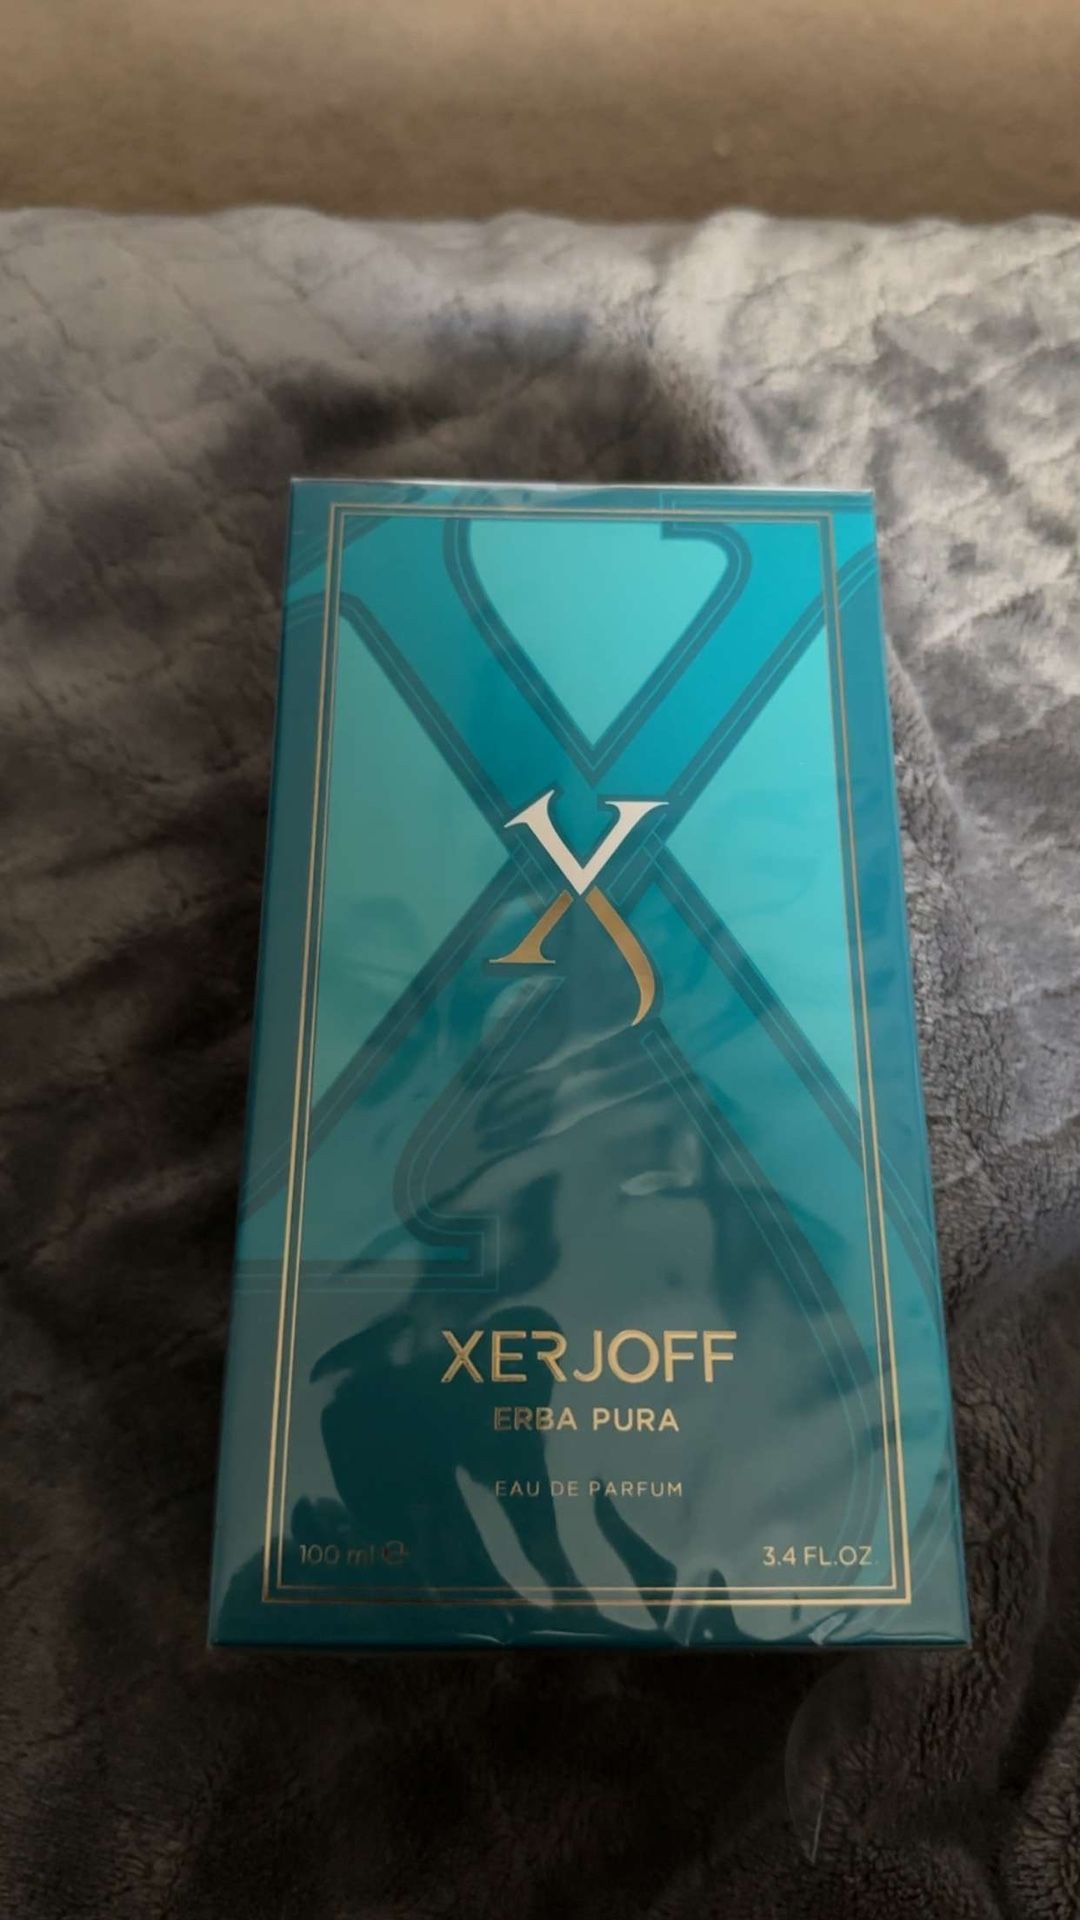 XJ
XERJOFF
ERBA PURA
EAU DE PARFUM
100 ml ℮
3.4 FL.OZ.